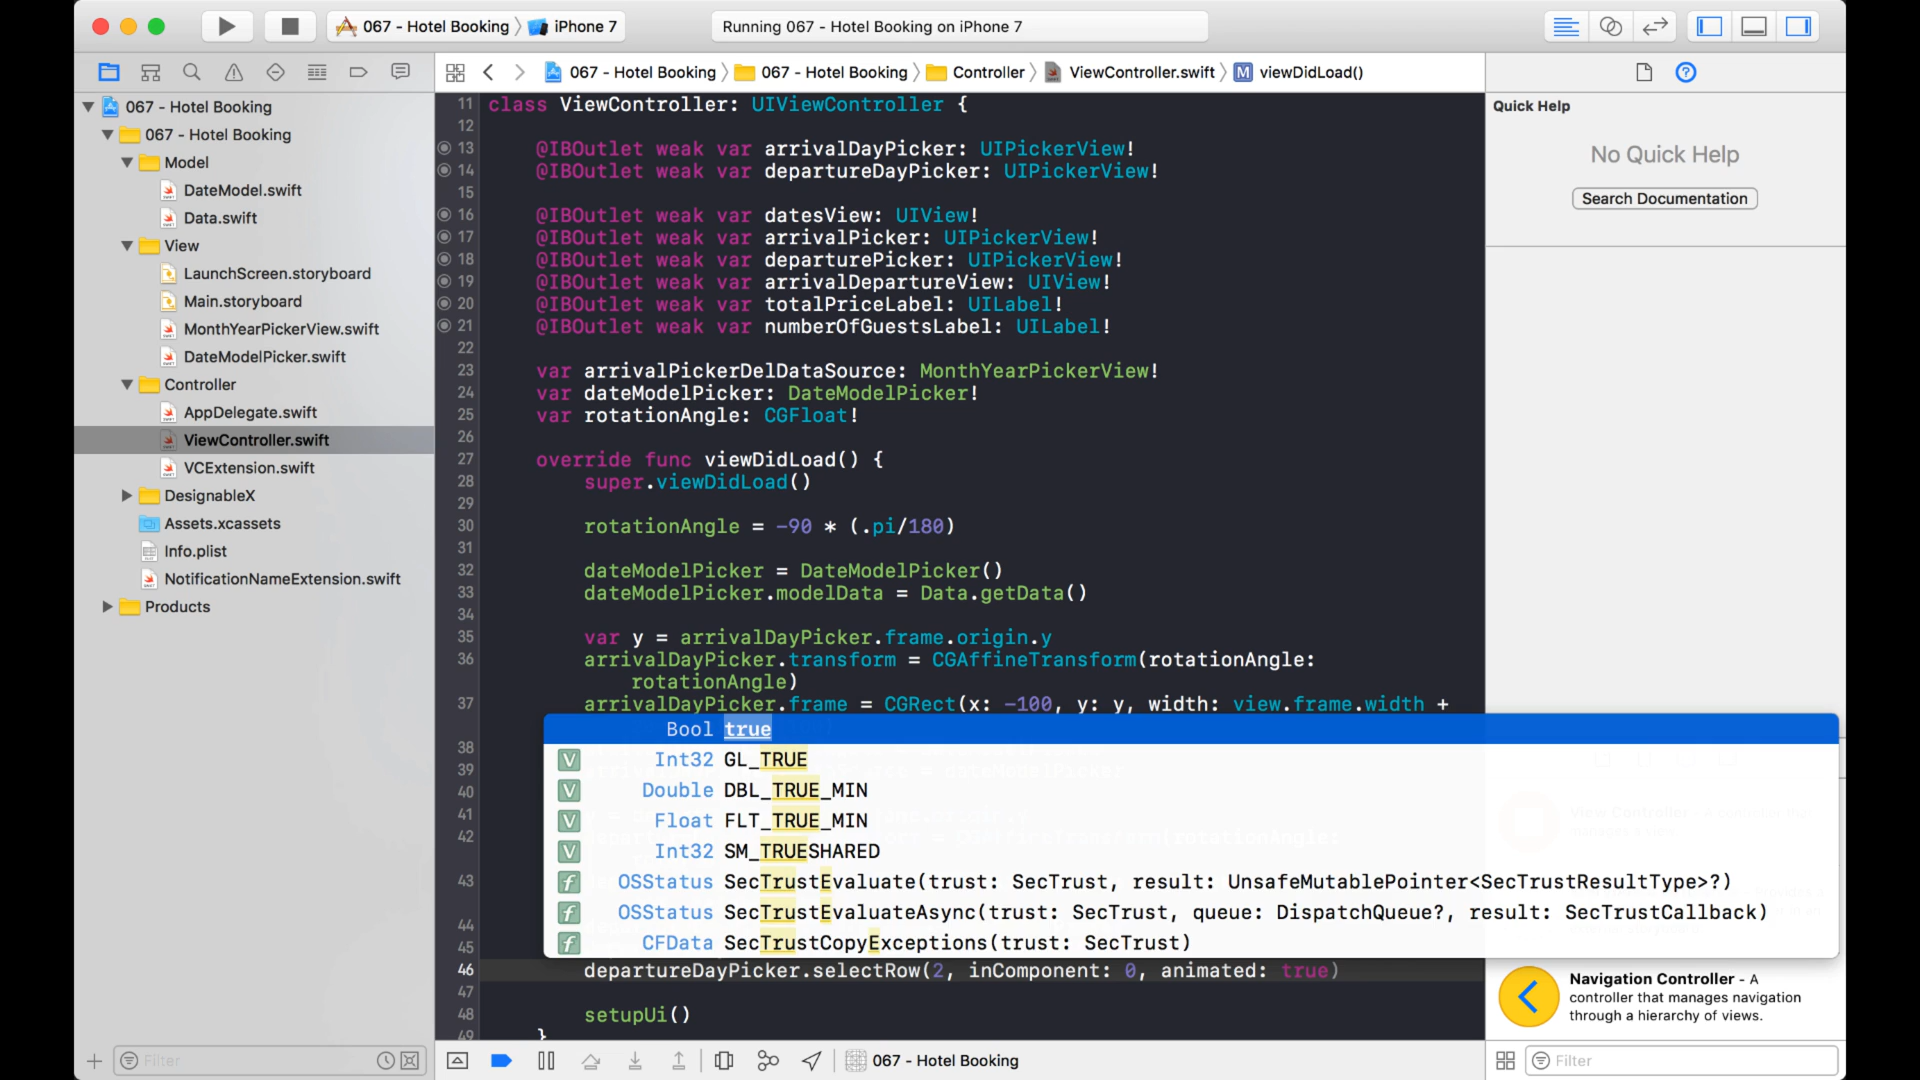 067 - Hotel Booking
iPhone 7
Running 067 - Hotel Booking on iPhone 7
067 - Hotel Booking
067 - Hotel Booking
Controller
ViewController.swift
M
viewDidLoad()
067 - Hotel Booking
067 - Hotel Booking
Model
DateModel.swift
Data.swift
View
LaunchScreen.storyboard
Main.storyboard
MonthYearPickerView.swift
DateModelPicker.swift
Controller
AppDelegate.swift
ViewController.swift
VCExtension.swift
DesignableX
Assets.xcassets
Info.plist
NotificationNameExtension.swift
Products
Filter
11 class ViewController: UIViewController {
12
13 @IBOutlet weak var arrivalDayPicker: UIPickerView!
14 @IBOutlet weak var departureDayPicker: UIPickerView!
15
16 @IBOutlet weak var datesView: UIView!
17 @IBOutlet weak var arrivalPicker: UIPickerView!
18 @IBOutlet weak var departurePicker: UIPickerView!
19 @IBOutlet weak var arrivalDepartureView: UIView!
20 @IBOutlet weak var totalPriceLabel: UILabel!
21 @IBOutlet weak var numberOfGuestsLabel: UILabel!
22
23 var arrivalPickerDelDataSource: MonthYearPickerView!
24 var dateModelPicker: DateModelPicker!
25 var rotationAngle: CGFloat!
26
27 override func viewDidLoad() {
28 super.viewDidLoad()
29
30 rotationAngle = -90 * (.pi/180)
31
32 dateModelPicker = DateModelPicker()
33 dateModelPicker.modelData = Data.getData()
34
35 var y = arrivalDayPicker.frame.origin.y
36 arrivalDayPicker.transform = CGAffineTransform(rotationAngle:
rotationAngle)
37 arrivalDayPicker.frame = CGRect(x: -100, y: y, width: view.frame.width +
Bool true
38
39
V Int32 GL_TRUE
40
V Double DBL_TRUE_MIN
41
V Float FLT_TRUE_MIN
42
V Int32 SM_TRUESHARED
43
f OSStatus SecTrustEvaluate(trust: SecTrust, result: UnsafeMutablePointer<SecTrustResultType>?)
44
f OSStatus SecTrustEvaluateAsync(trust: SecTrust, queue: DispatchQueue?, result: SecTrustCallback)
45
f CFData SecTrustCopyExceptions(trust: SecTrust)
46 departureDayPicker.selectRow(2, inComponent: 0, animated: true)
47
48 setupUi()
49 }
067 - Hotel Booking
Quick Help
No Quick Help
Search Documentation
Navigation Controller - A
controller that manages navigation
through a hierarchy of views.
Filter